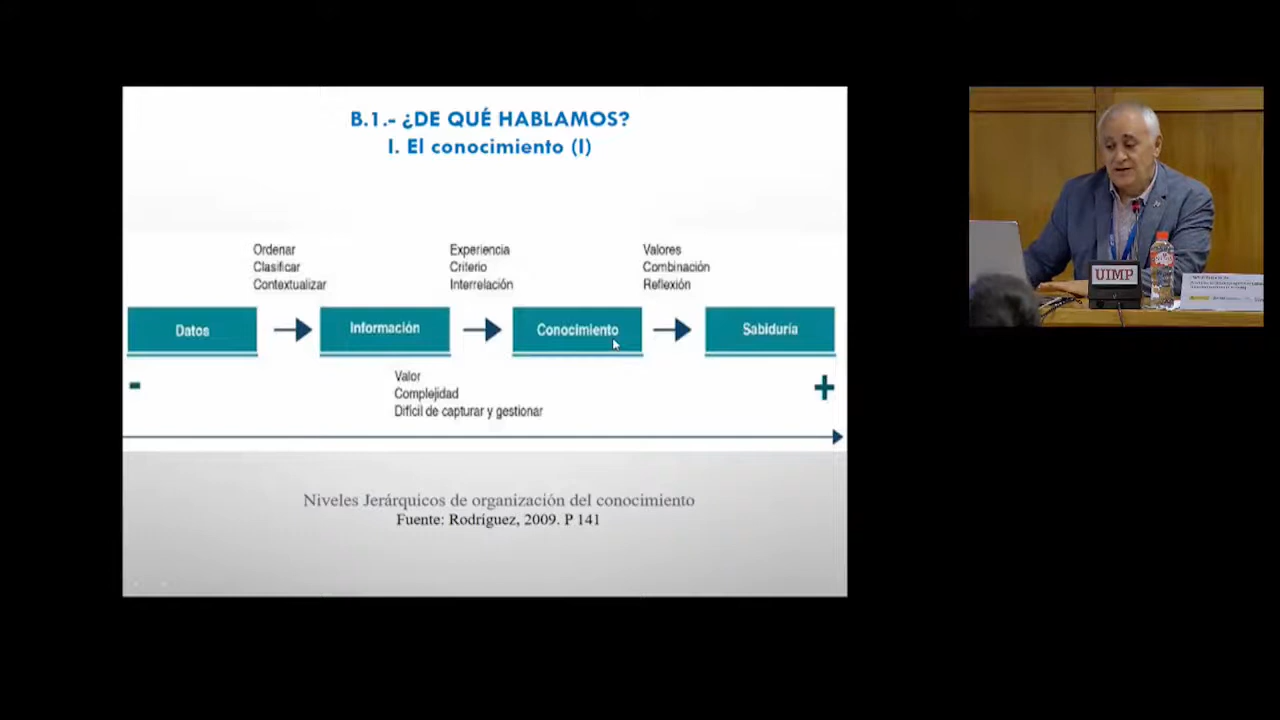 B.1.- ¿DE QUÉ HABLAMOS?
I. El conocimiento (I)
Ordenar
Clasificar
Contextualizar
Experiencia
Criterio
Interrelación
Valores
Combinación
Reflexión
Datos
Información
Conocimiento
Sabiduría
-
+
Valor
Complejidad
Difícil de capturar y gestionar
Niveles Jerárquicos de organización del conocimiento
Fuente: Rodríguez, 2009. P 141
UIMP